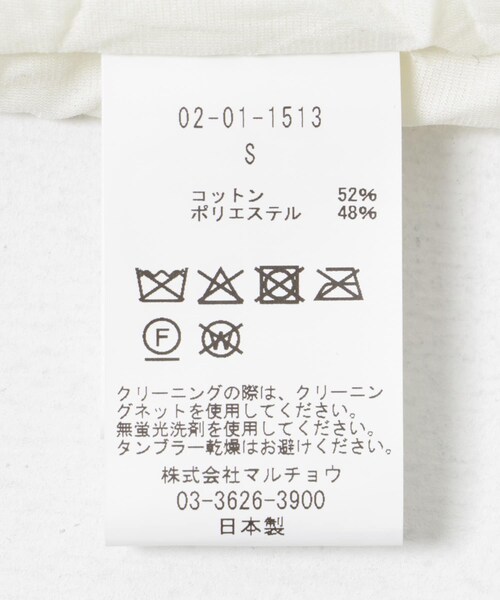 02-01-1513
S
コットン 52%
ポリエステル 48%
F W
クリーニングの際は、クリーニン
グネットを使用してください。
無蛍光洗剤を使用してください。
タンブラー乾燥はお避けください。
株式会社マルチョウ
03-3626-3900
日本製